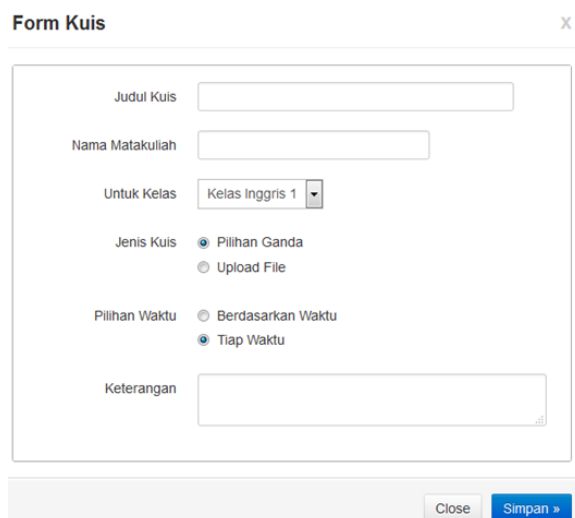 Form Kuis X
Judul Kuis
Nama Matakuliah
Untuk Kelas Kelas Inggris 1
Jenis Kuis Pilihan Ganda
Upload File
Pilihan Waktu Berdasarkan Waktu
Tiap Waktu
Keterangan
Close Simpan »